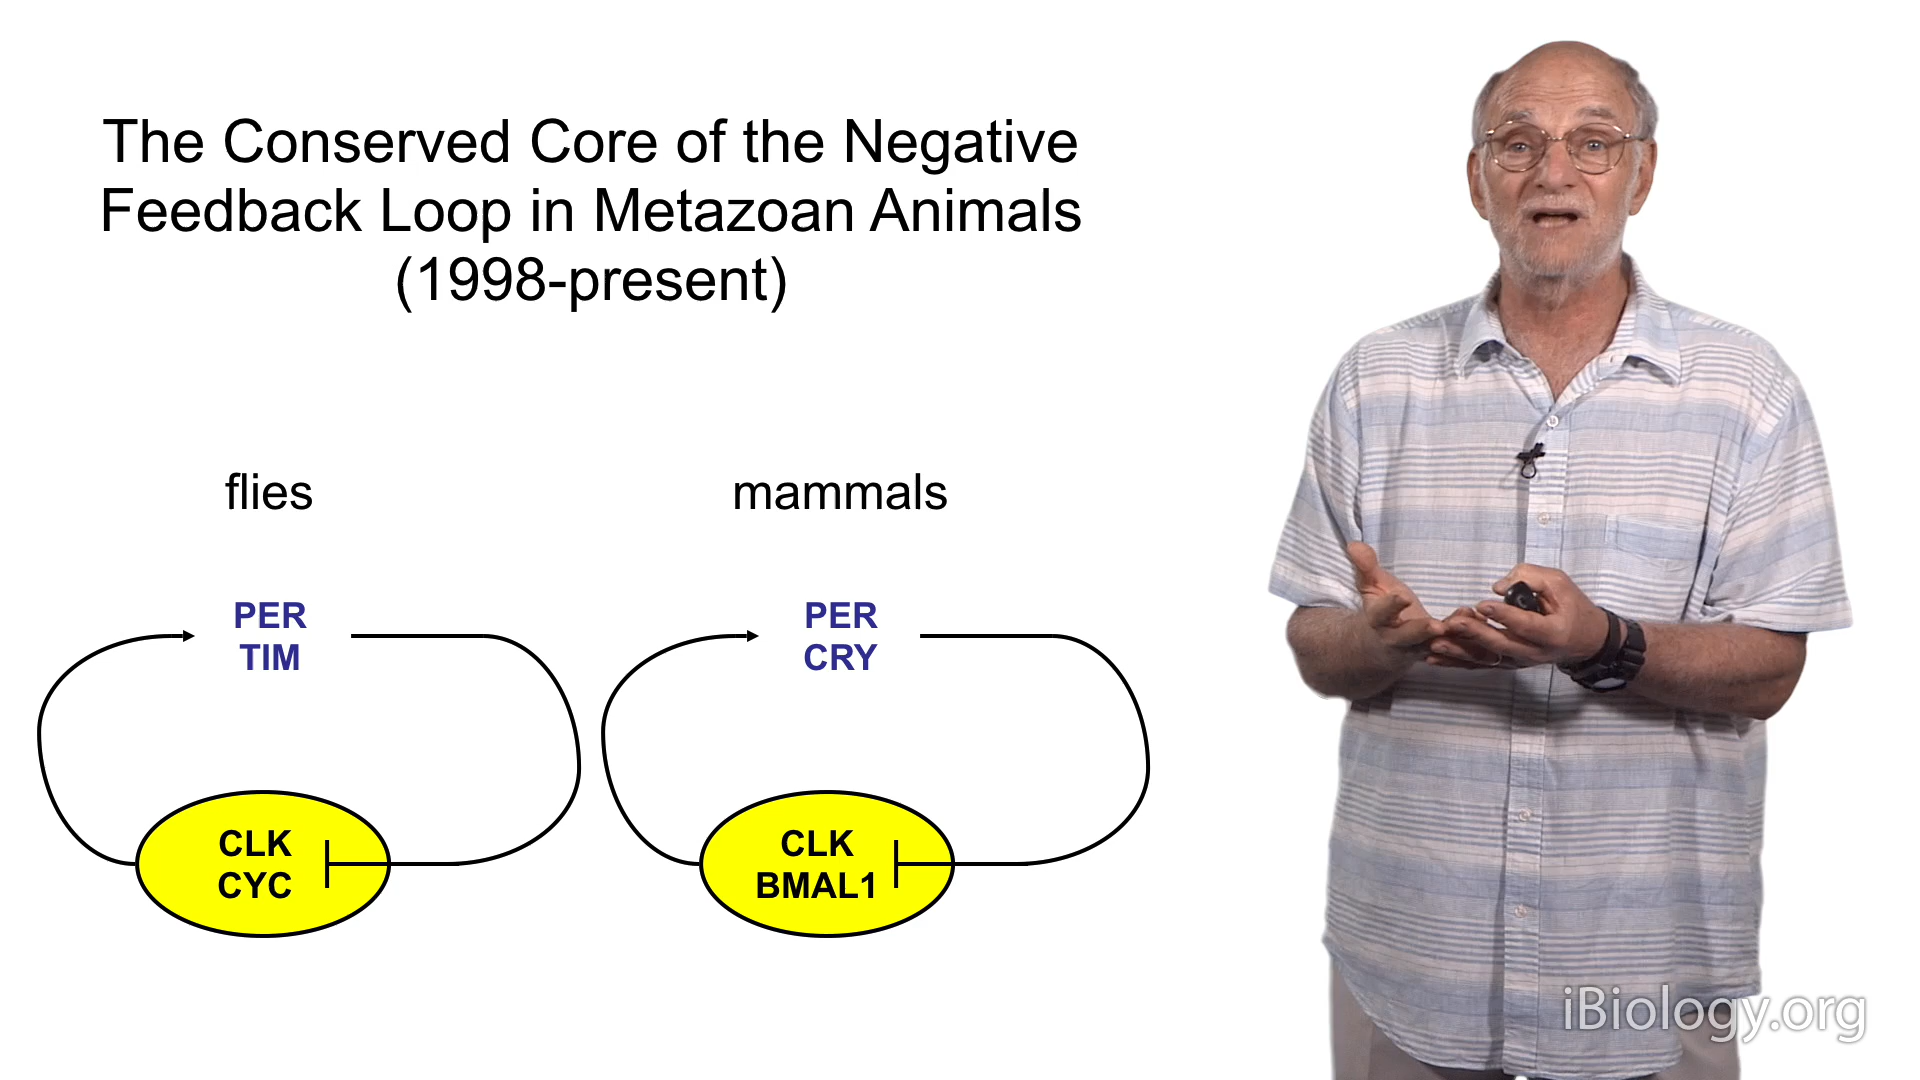 The Conserved Core of the Negative
Feedback Loop in Metazoan Animals
(1998-present)
flies
mammals
PER
TIM
PER
CRY
CLK
CYC
CLK
BMAL1
iBiology.org